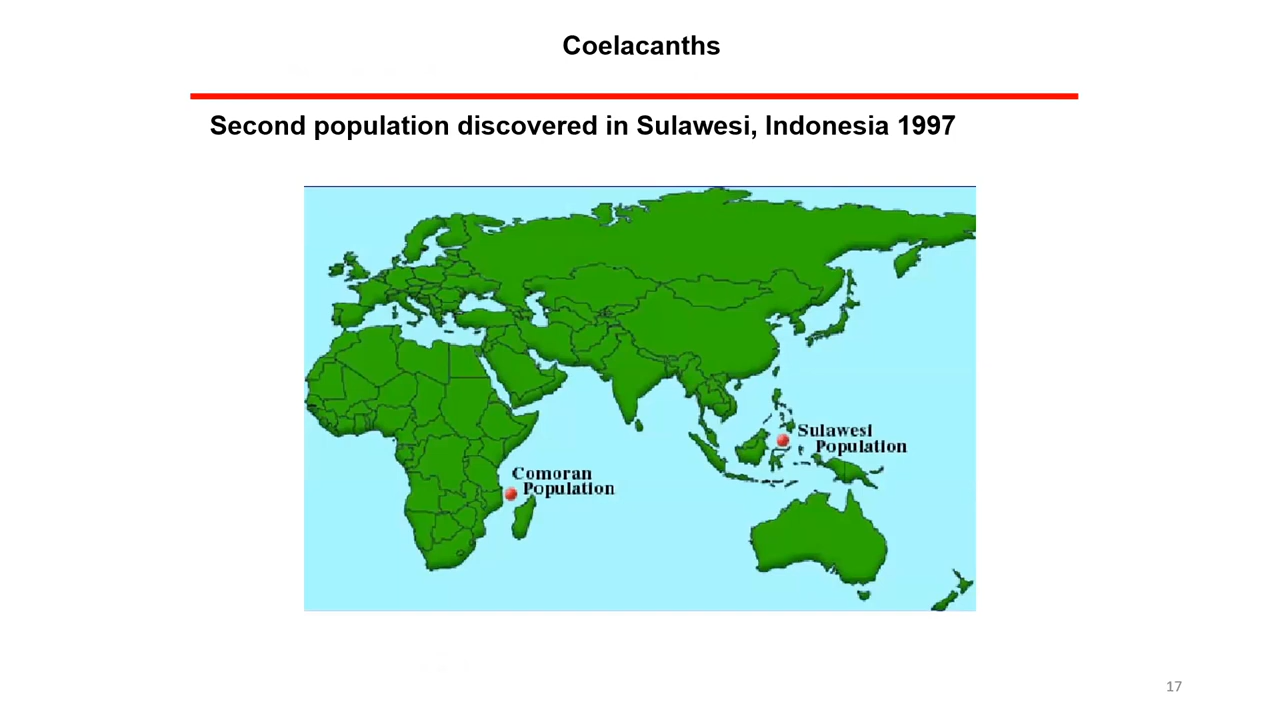 Coelacanths
Second population discovered in Sulawesi, Indonesia 1997
Sulawesi
Population
Comoran
Population
17